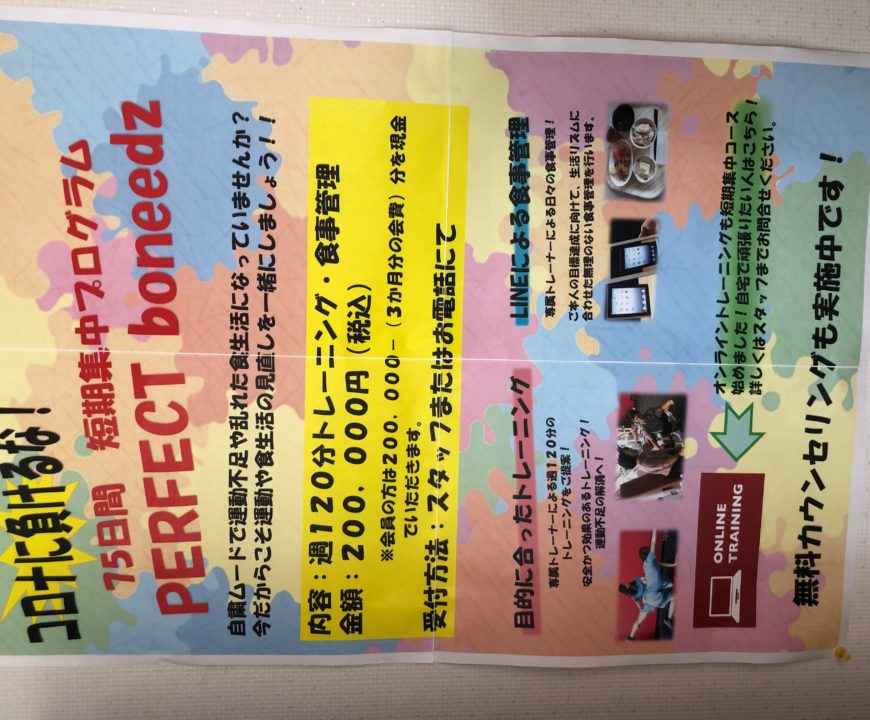 コロナに負けるな！
75日間 短期集中プログラム
PERFECT boneedz
自粛ムードで運動不足や乱れた食生活になっていませんか？
今だからこそ運動や食生活の見直しを一緒にしましょう！！
内容：週１２０分トレーニング・食事管理
金額：２００，０００円（税込）
※会員の方は２００，０００－（３か月分の会費）分を現金
でいただきます。
受付方法：スタッフまたはお電話にて
目的に合ったトレーニング
専属トレーナーによる週１２０分の
トレーニングをご提案！
安全かつ効果のあるトレーニング！
運動不足の解消へ！
LINEによる食事管理
専属トレーナーによる日々の食事管理！
ご本人の目標達成に向けて、生活リズムに
合わせた無理のない食事管理を行います。
ONLINE
TRAINING
オンライントレーニングも短期集中コース
始めました！自宅で頑張りたい人はこちら！
詳しくはスタッフまでお問合せください。
無料カウンセリングも実施中です！